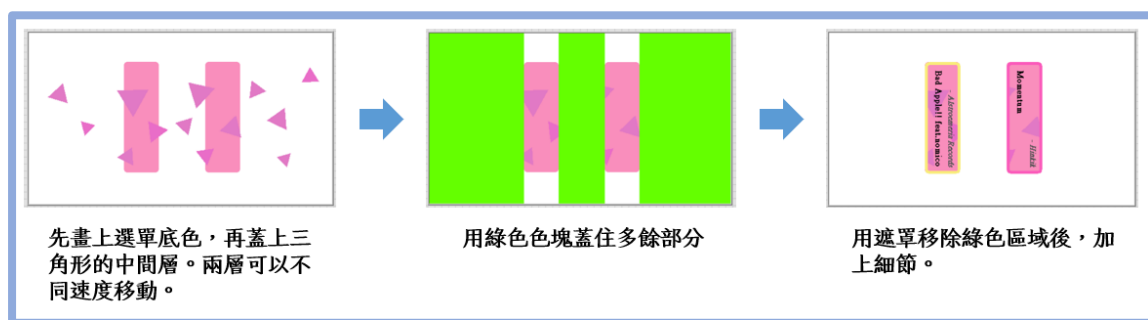 Bad Apple!! feat.nomico
Momentum
先畫上選單底色，再蓋上三
角形的中間層。兩層可以不
同速度移動。
用綠色色塊蓋住多餘部分
用遮罩移除綠色區域後，加
上細節。